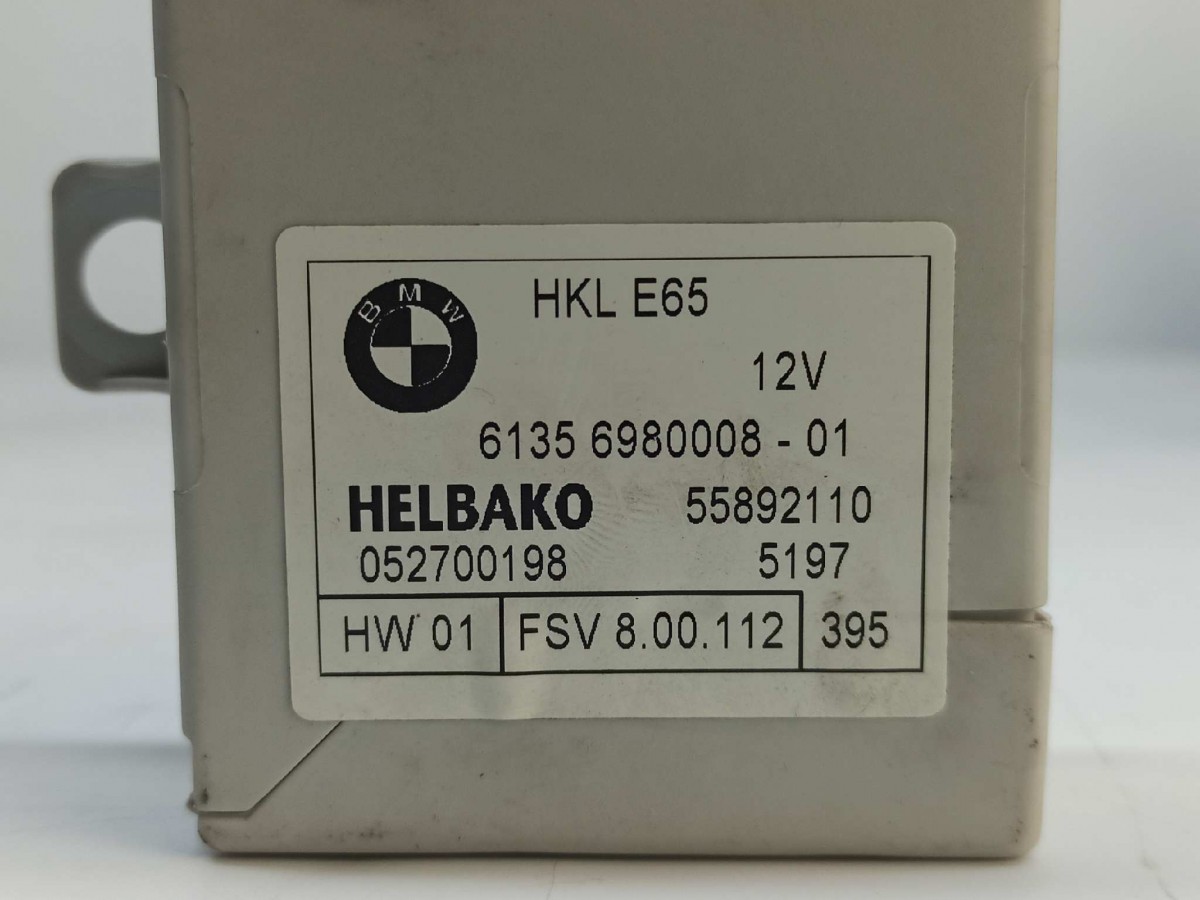 BMW
HKL E65
12V
6135 6980008 - 01
HELBAKO 55892110
052700198 5197
HW 01 FSV 8.00.112 395